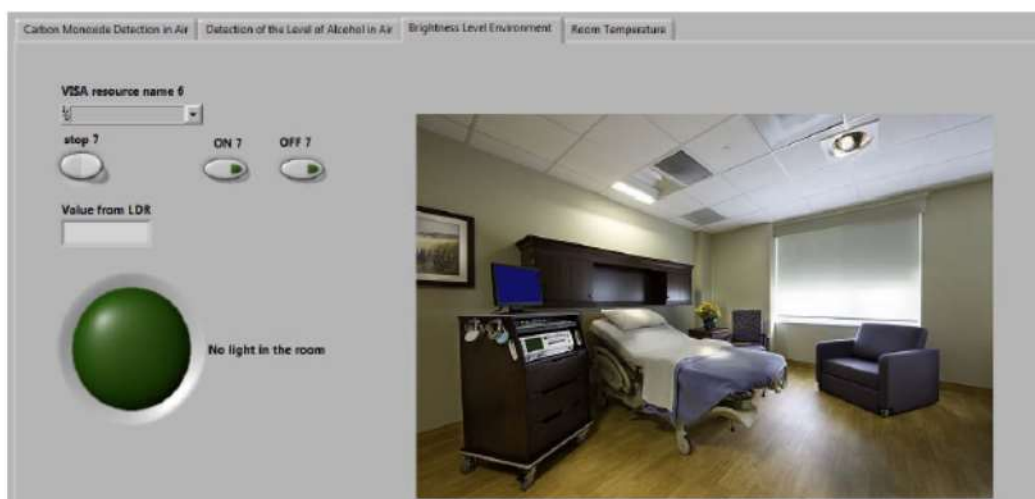 Carbon Monoxide Detection in Air
Detection of the Level of Alcohol in Air
Brightness Level Environment
Room Temperature
VISA resource name 6
stop 7
ON 7
OFF 7
Value from LDR
No light in the room